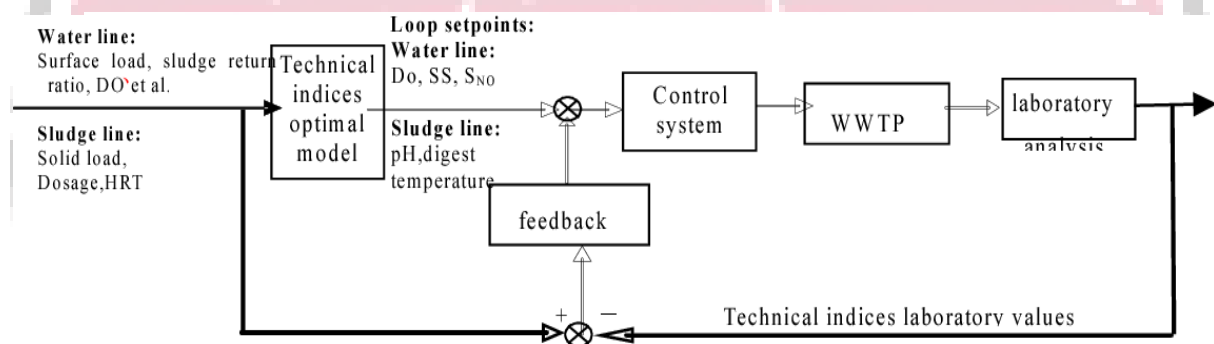 Water line:
Surface load, sludge return
ratio, DO`et al.
Sludge line:
Solid load,
Dosage,HRT
Technical
indices
optimal
model
Loop setpoints:
Water line:
Do, SS, SNO
Sludge line:
pH,digest
temperature
feedback
Control
system
WWTP
laboratory
analysis
+
−
Technical indices laboratory values